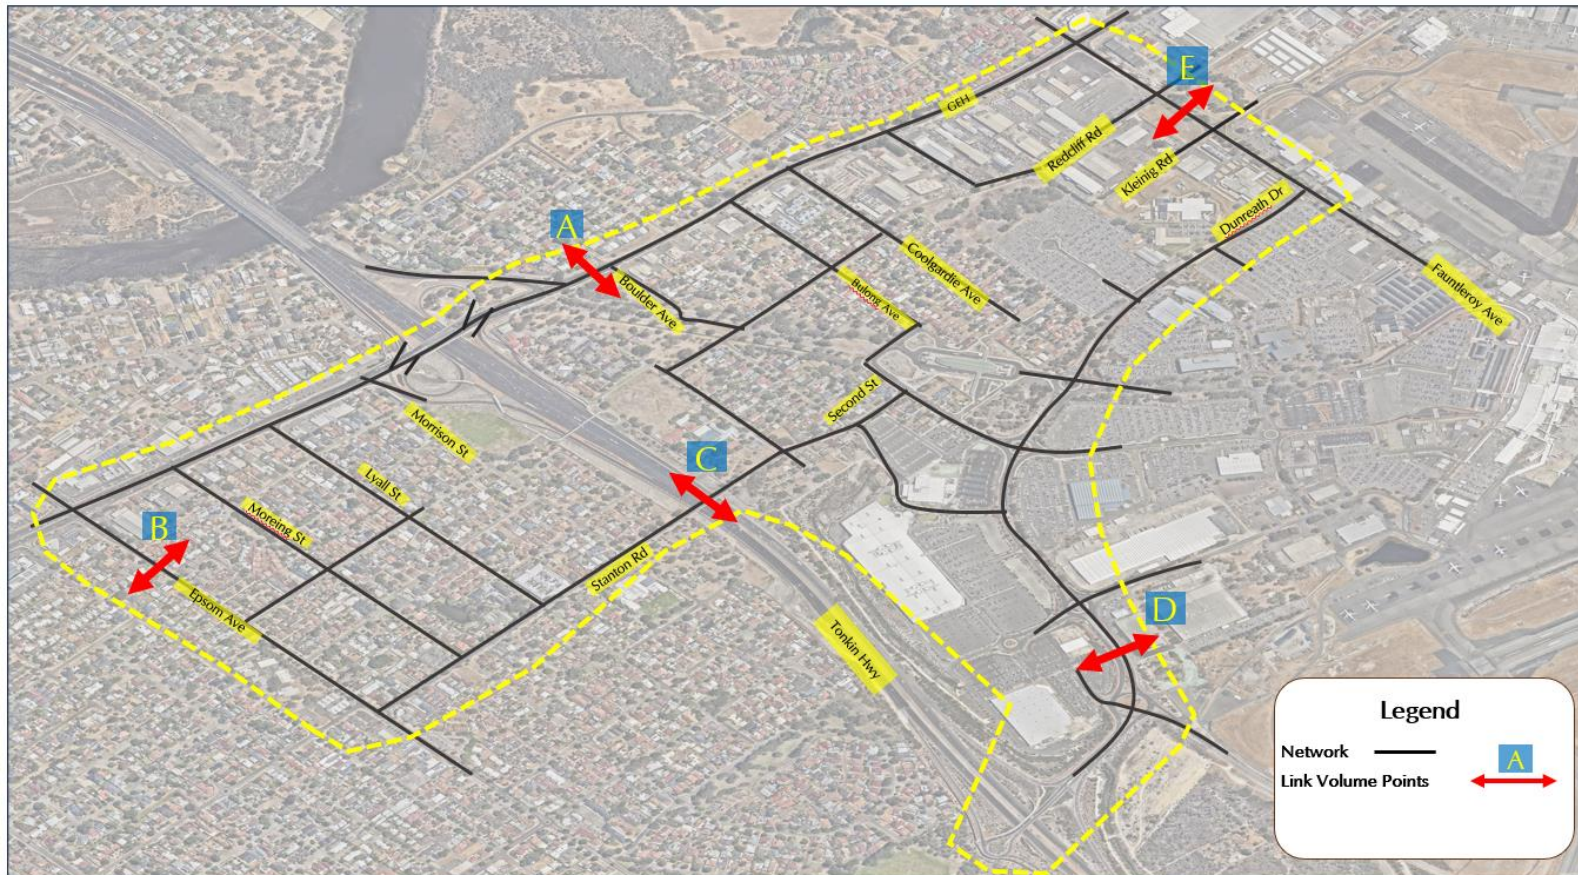 E
GEH
Redcliff Rd
Kleinig Rd
Dunreath Dr
A
Boulder Ave
Coolgardie Ave
Bulong Ave
Fauntleroy Ave
Second St
Morrison St
C
Lyall St
Moreing St
B
Stanton Rd
Epsom Ave
Tonkin Hwy
D
Legend
Network
A
Link Volume Points